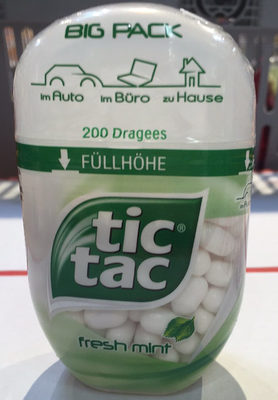 BIG PACK
im Auto im Büro zu Hause
200 Dragees
FÜLLHÖHE
tic®
tac
fresh mint